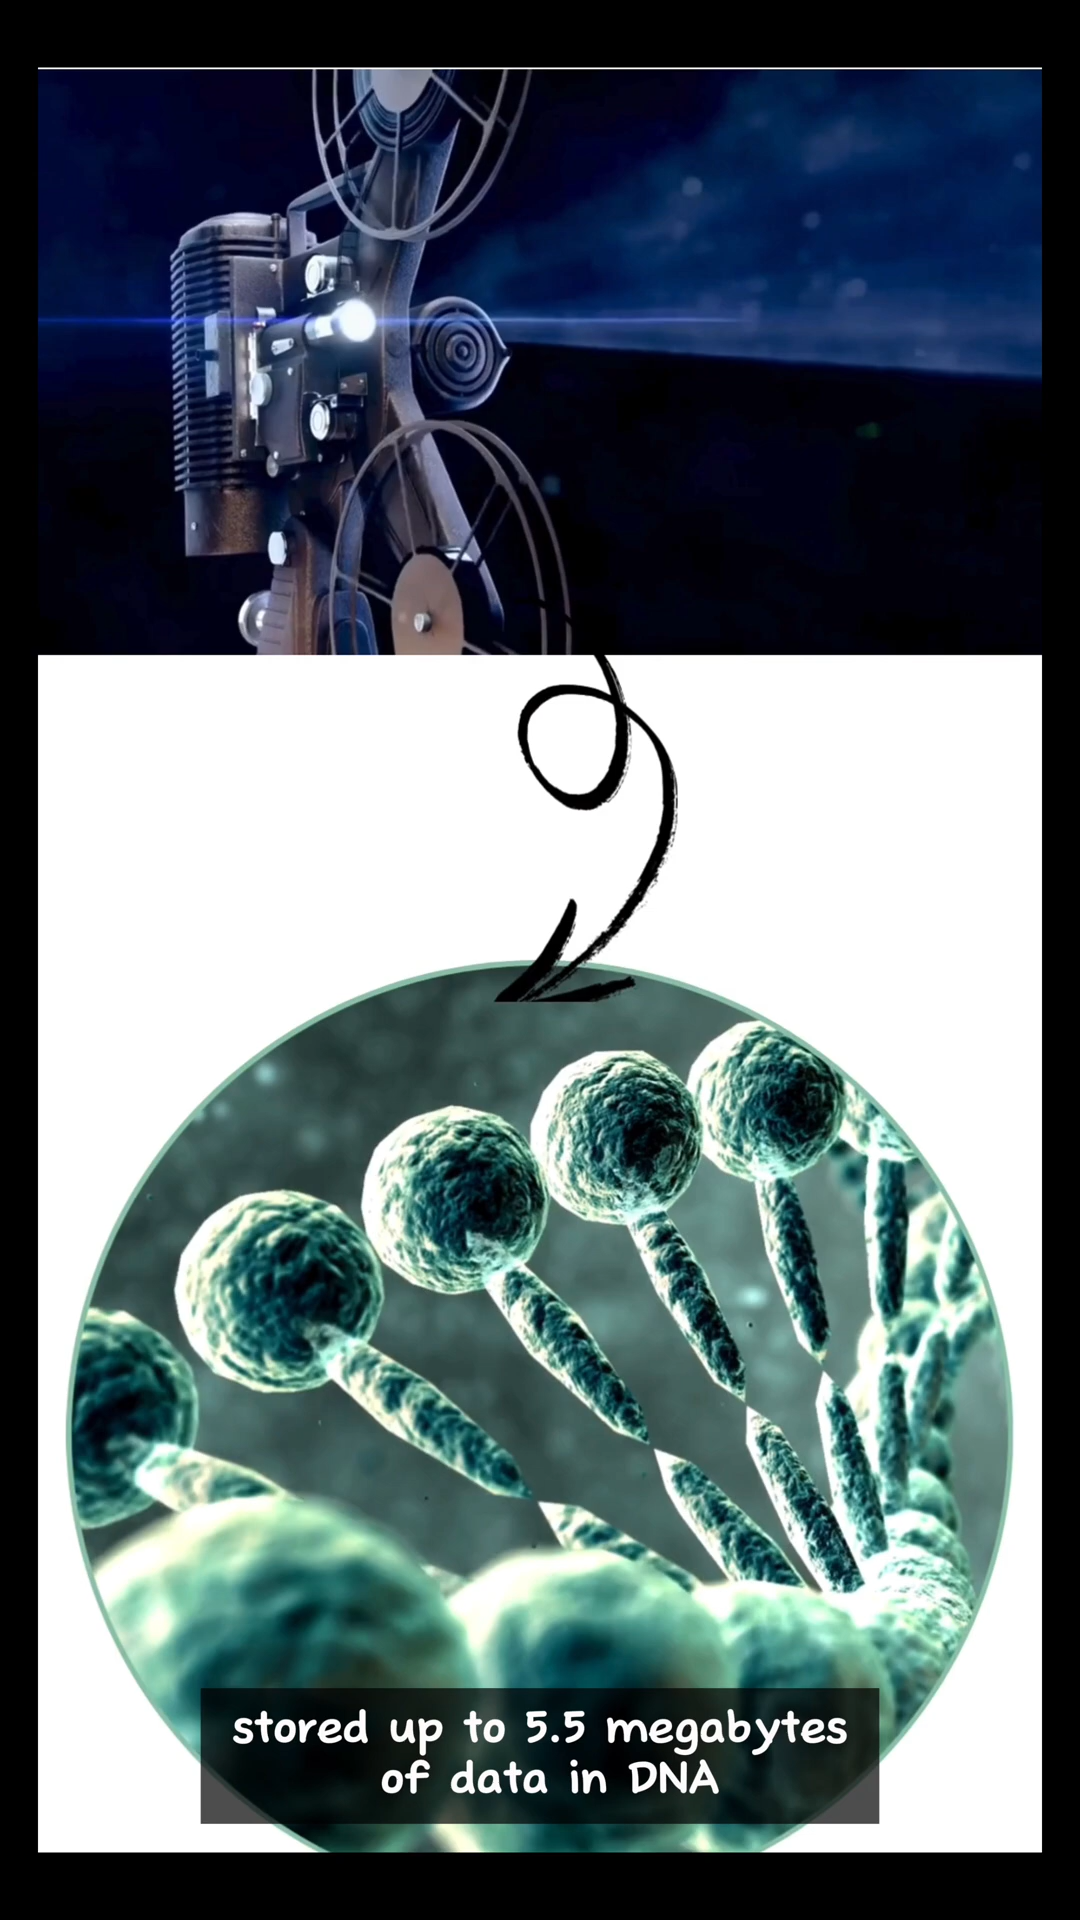 stored up to 5.5 megabytes
of data in DNA